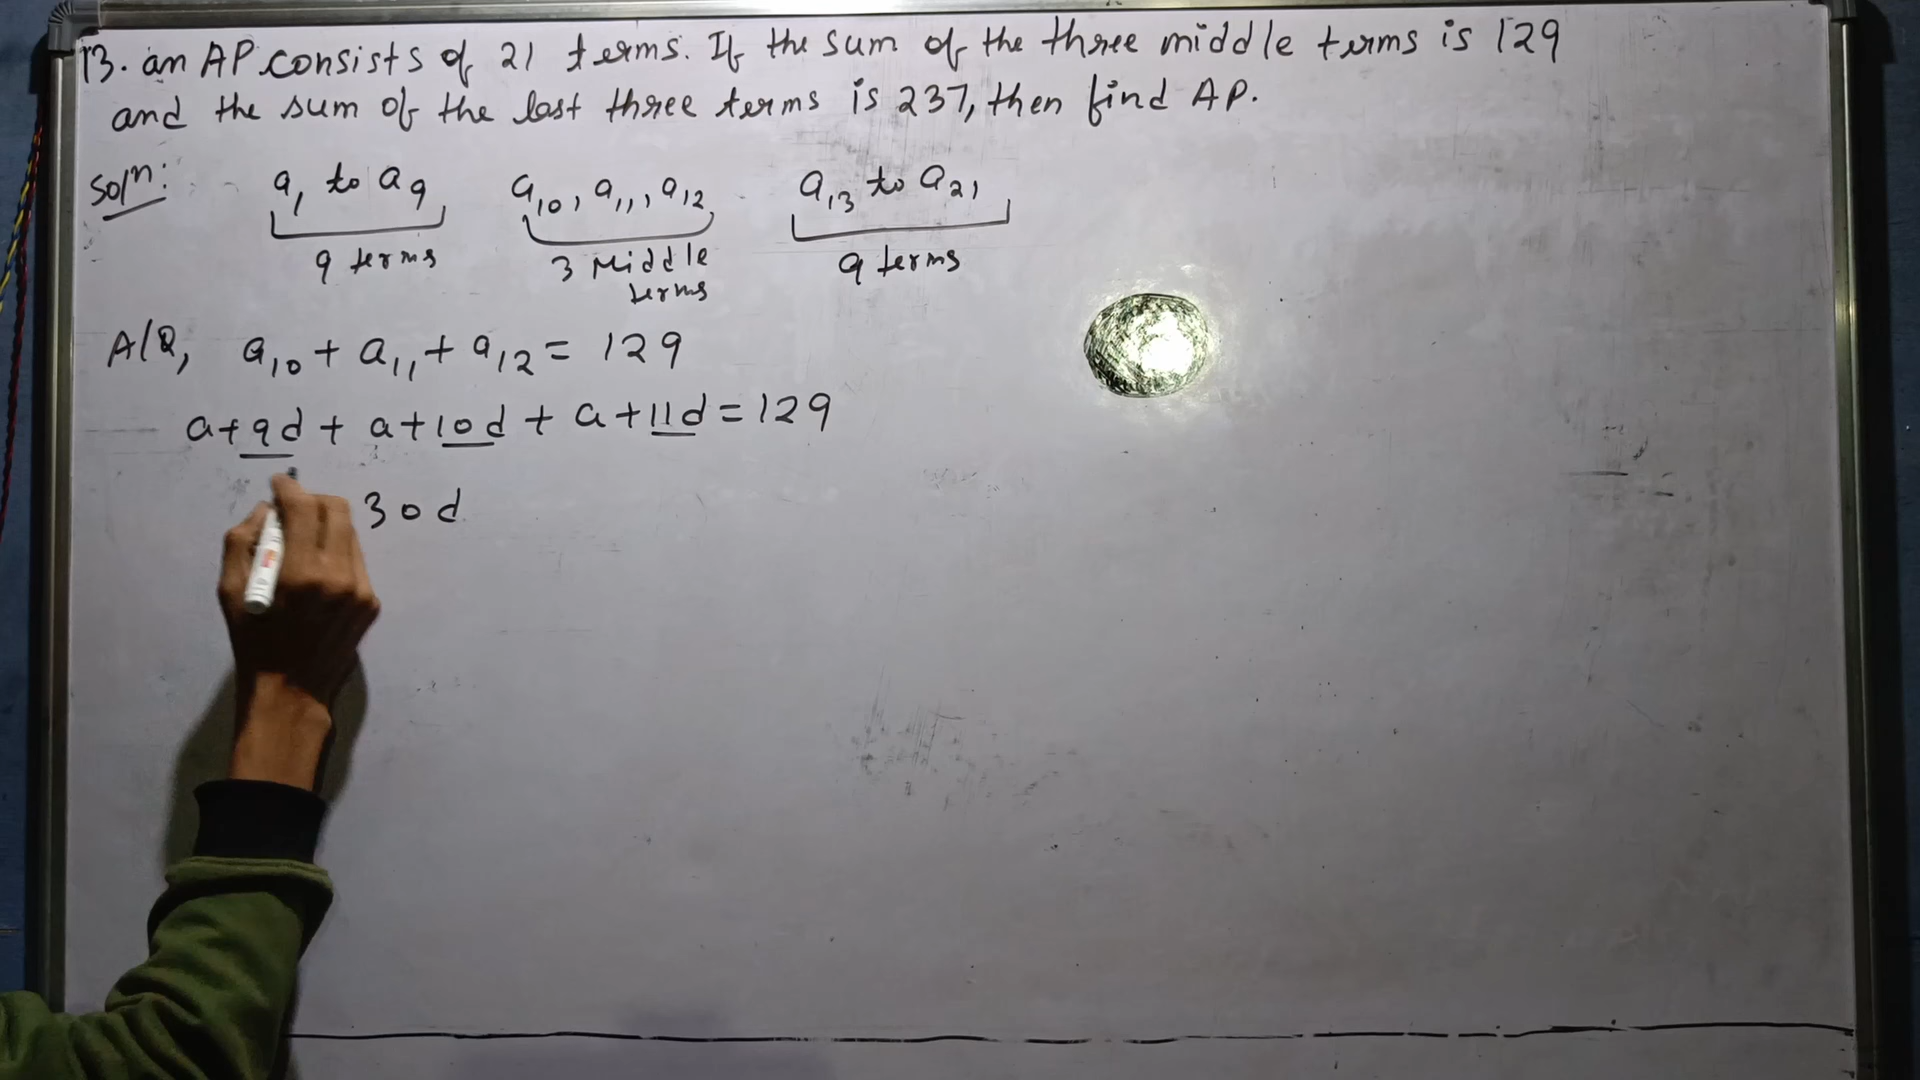 13. an AP consists of 21 terms. If the sum of the three middle terms is 129
and the sum of the last three terms is 237, then find AP.
Solⁿ: a₁ to a₉ a₁₀, a₁₁, a₁₂ a₁₃ to a₂₁
9 terms 3 Middle terms 9 terms
A/Q, a₁₀ + a₁₁ + a₁₂ = 129
a+9d + a+10d + a+11d = 129
30d